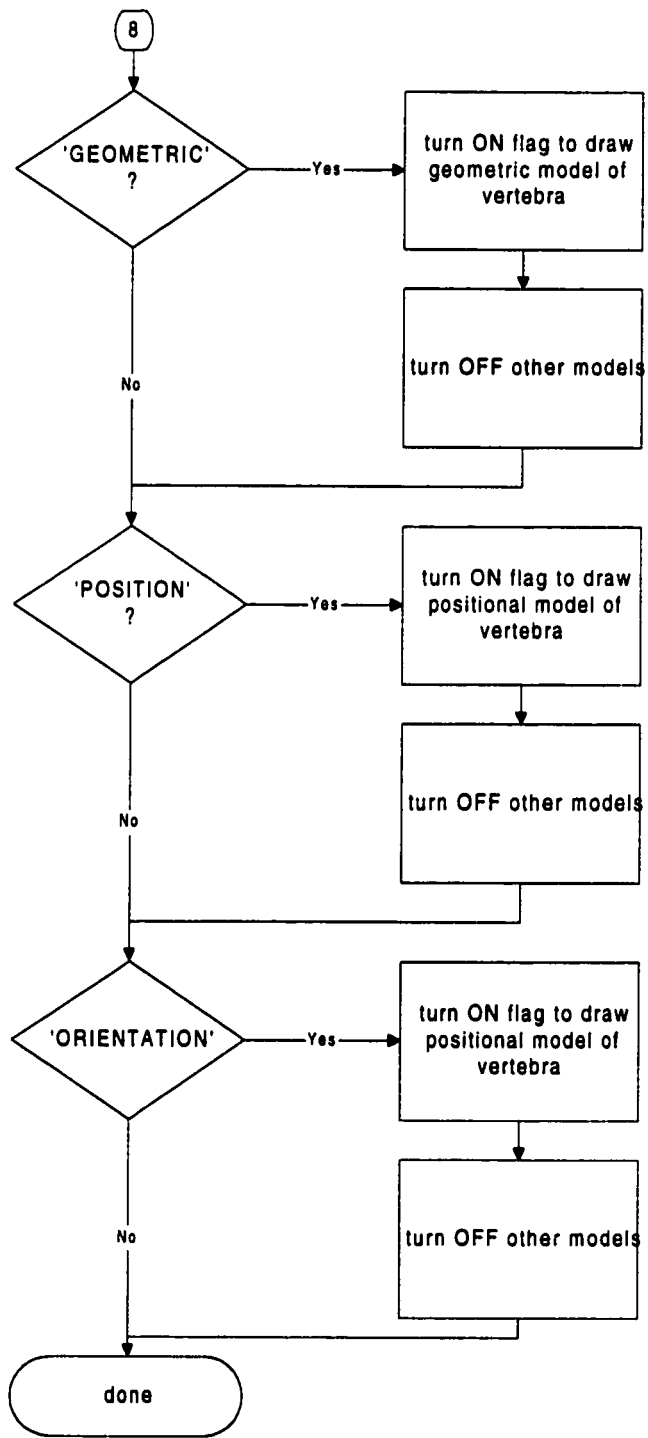 8
'GEOMETRIC'
?
Yes
turn ON flag to draw
geometric model of
vertebra
turn OFF other models
No
'POSITION'
?
Yes
turn ON flag to draw
positional model of
vertebra
turn OFF other models
No
'ORIENTATION'
Yes
turn ON flag to draw
positional model of
vertebra
turn OFF other models
No
done